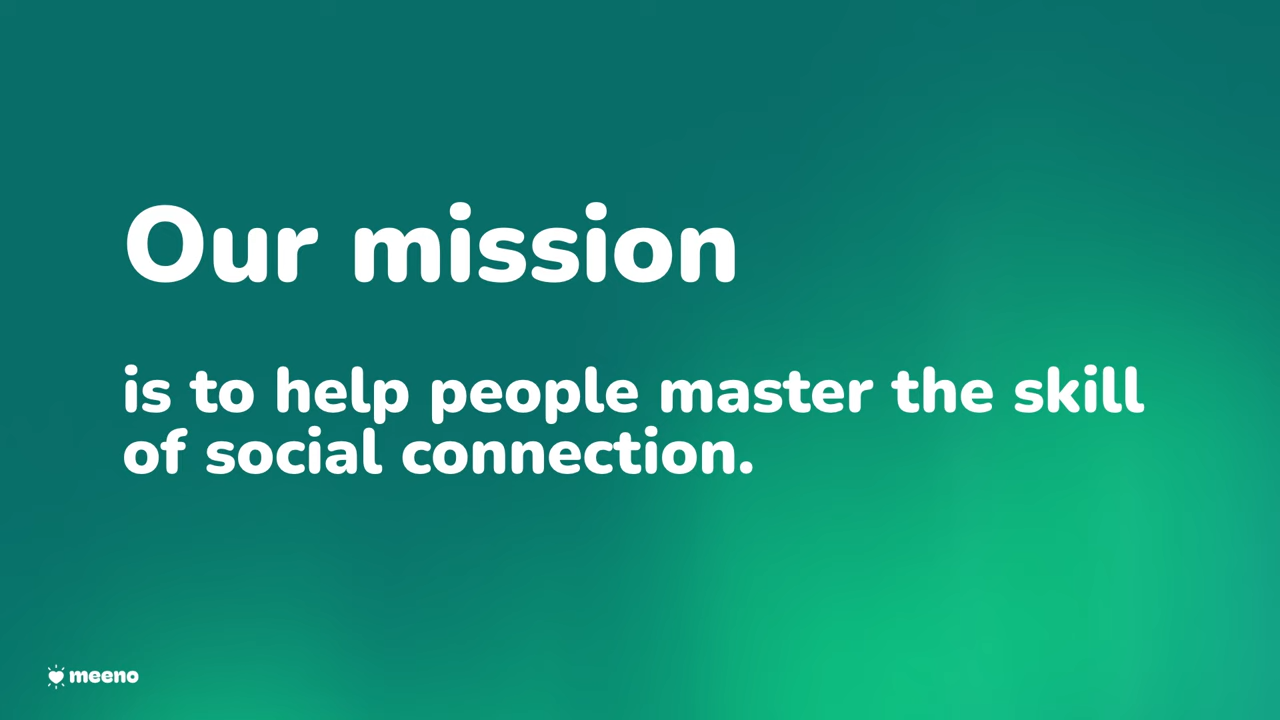 Our mission
is to help people master the skill
of social connection.
meeno